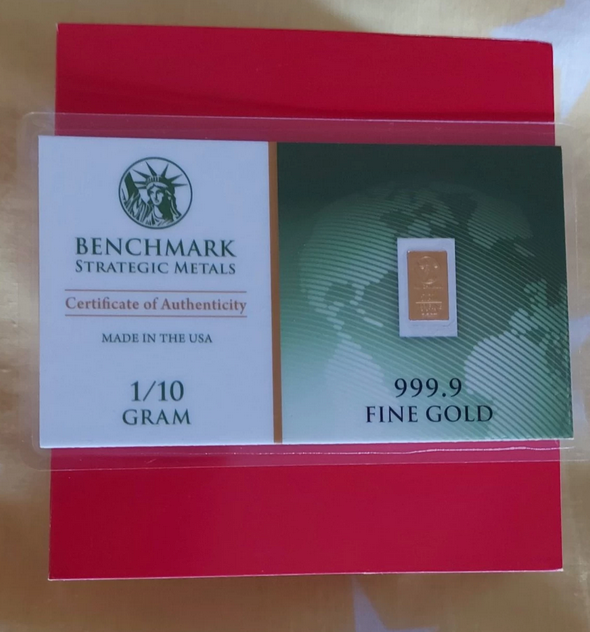 BENCHMARK
STRATEGIC METALS
Certificate of Authenticity
MADE IN THE USA
1/10
GRAM
999.9
FINE GOLD